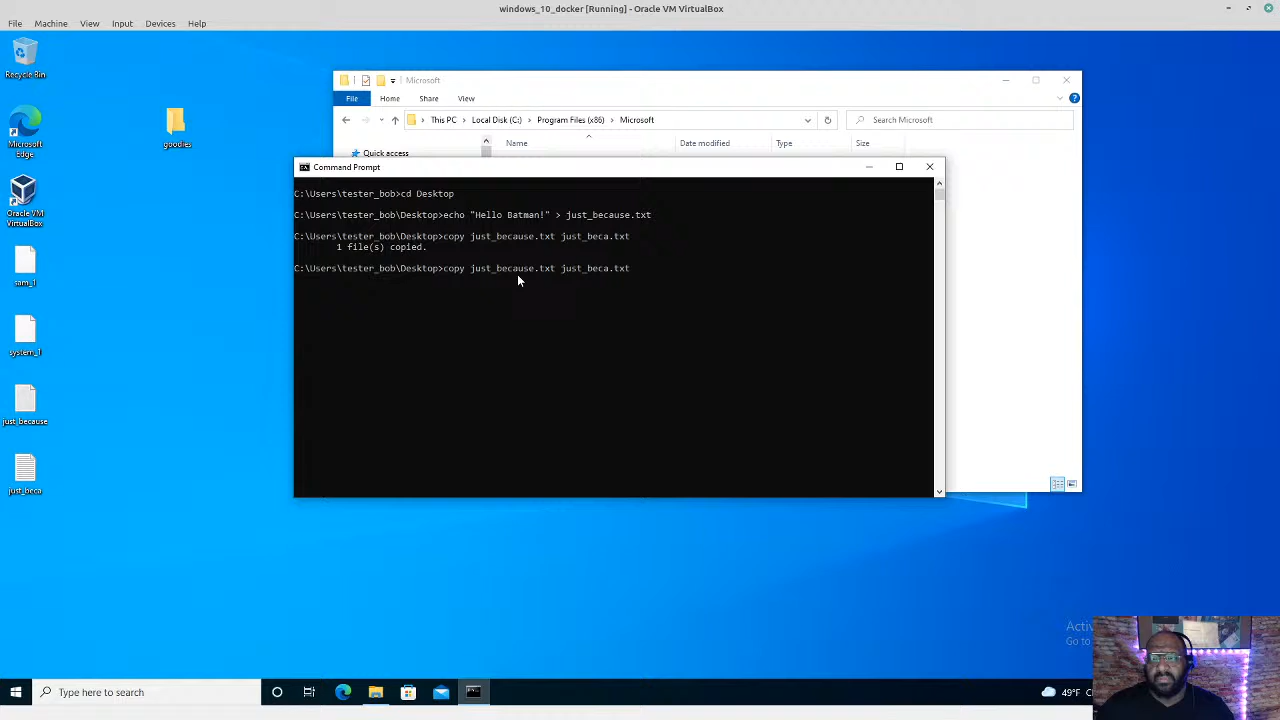 windows_10_docker [Running] - Oracle VM VirtualBox
File Machine View Input Devices Help
Recycle Bin
Microsoft
Edge
goodies
Oracle VM
VirtualBox
sam_1
system_1
just_because
just_beca
Microsoft
File Home Share View
This PC > Local Disk (C:) > Program Files (x86) > Microsoft
Search Microsoft
Quick access
Name Date modified Type Size
Command Prompt
C:\Users\tester_bob>cd Desktop
C:\Users\tester_bob\Desktop>echo "Hello Batman!" > just_because.txt
C:\Users\tester_bob\Desktop>copy just_because.txt just_beca.txt
1 file(s) copied.
C:\Users\tester_bob\Desktop>copy just_because.txt just_beca.txt
Activ
Go to
Type here to search
49°F